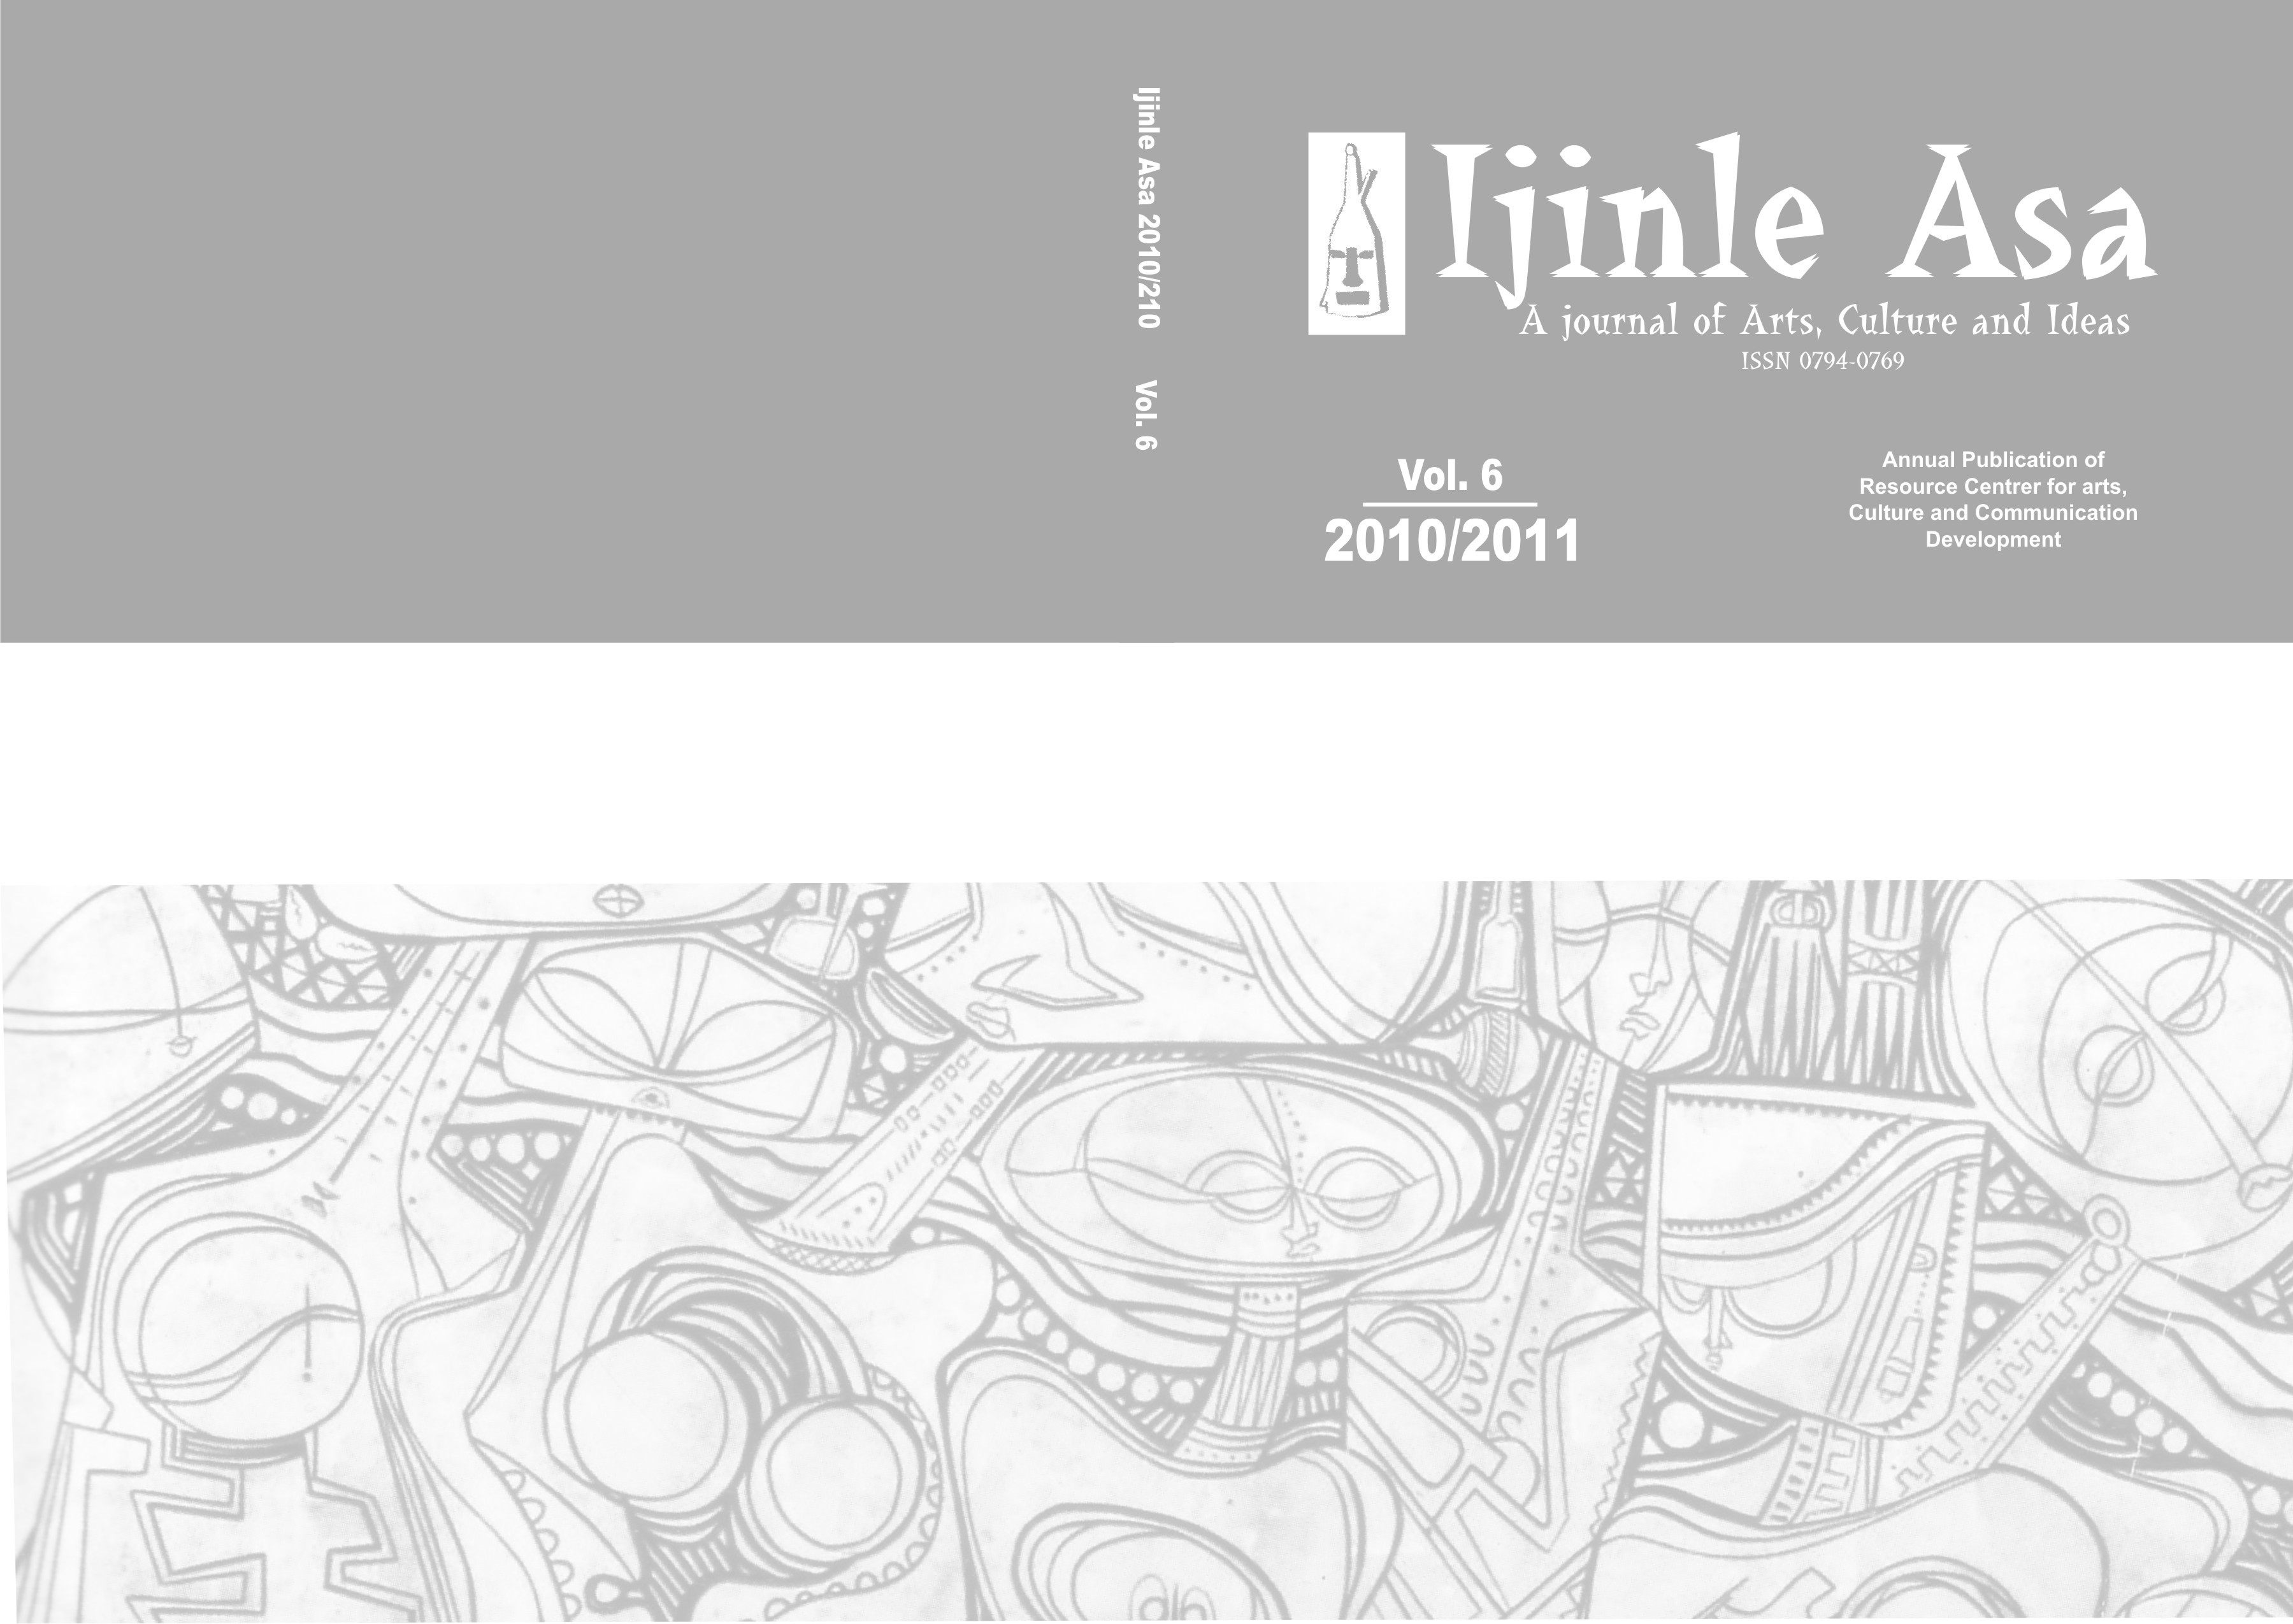 Ijinle Asa 2010/210 Vol. 6
Ijinle Asa
A journal of Arts, Culture and Ideas
ISSN 0794-0769
Vol. 6
2010/2011
Annual Publication of
Resource Centrer for arts,
Culture and Communication
Development